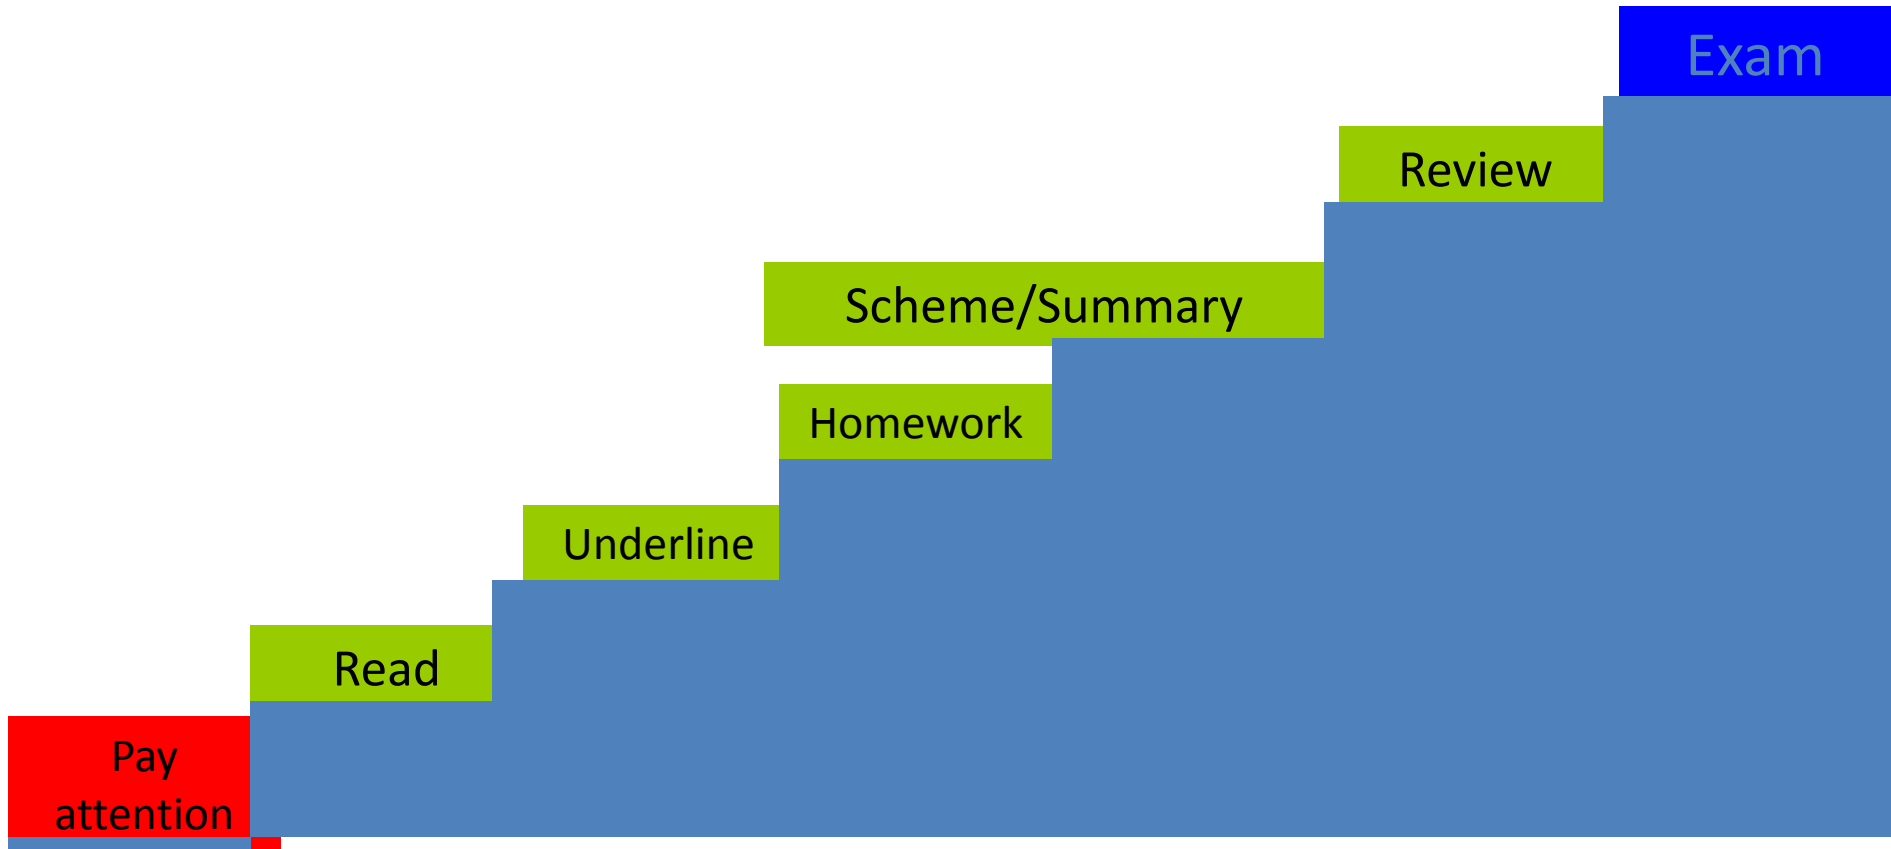 Exam
Review
Scheme/Summary
Homework
Underline
Read
Pay
attention